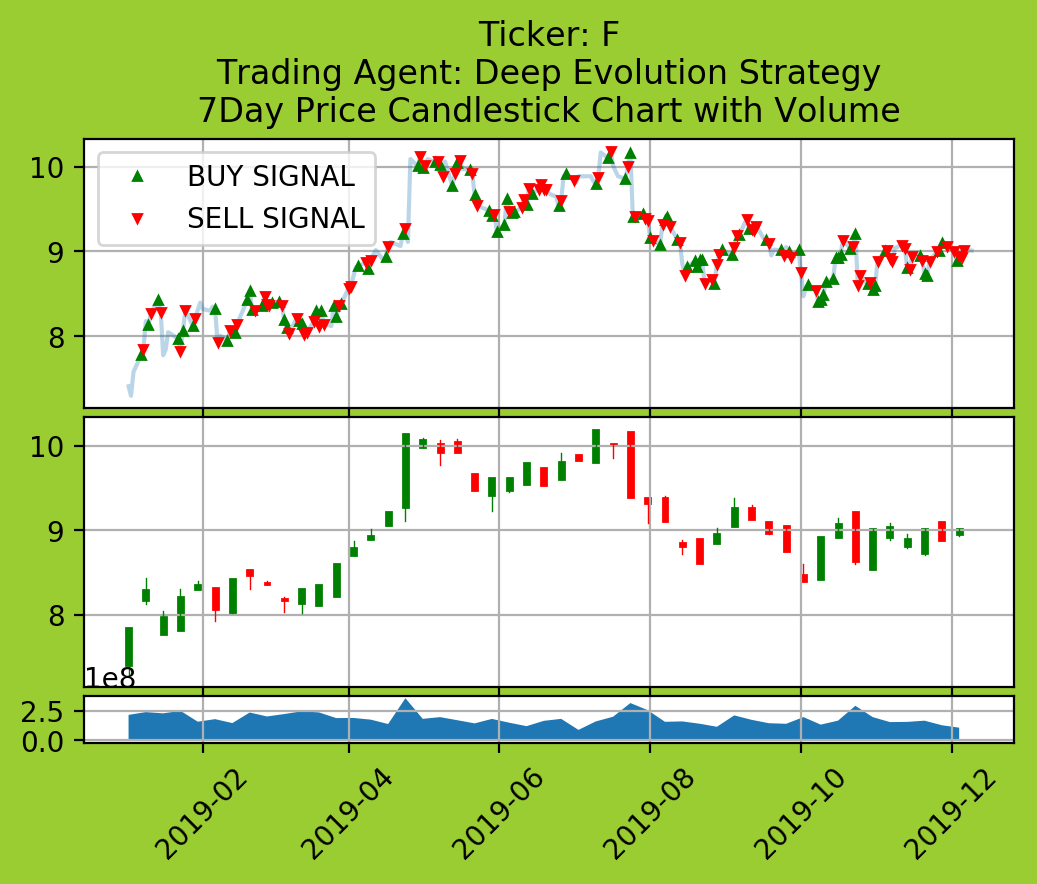 Ticker: F
Trading Agent: Deep Evolution Strategy
7Day Price Candlestick Chart with Volume
10
9
8
BUY SIGNAL
SELL SIGNAL
10
9
8
1e8
2.5
0.0
2019-02
2019-04
2019-06
2019-08
2019-10
2019-12